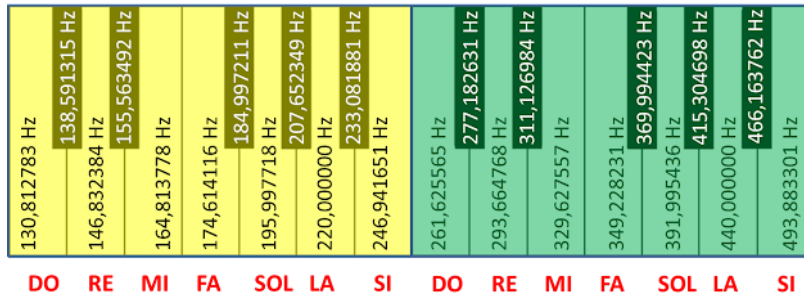 130,812783 Hz
138,591315 Hz
146,832384 Hz
155,563492 Hz
164,813778 Hz
174,614116 Hz
184,997211 Hz
195,997718 Hz
207,652349 Hz
220,000000 Hz
233,081881 Hz
246,941651 Hz
261,625565 Hz
277,182631 Hz
293,664768 Hz
311,126984 Hz
329,627557 Hz
349,228231 Hz
369,994423 Hz
391,995436 Hz
415,304698 Hz
440,000000 Hz
466,163762 Hz
493,883301 Hz
DO RE MI FA SOL LA SI DO RE MI FA SOL LA SI